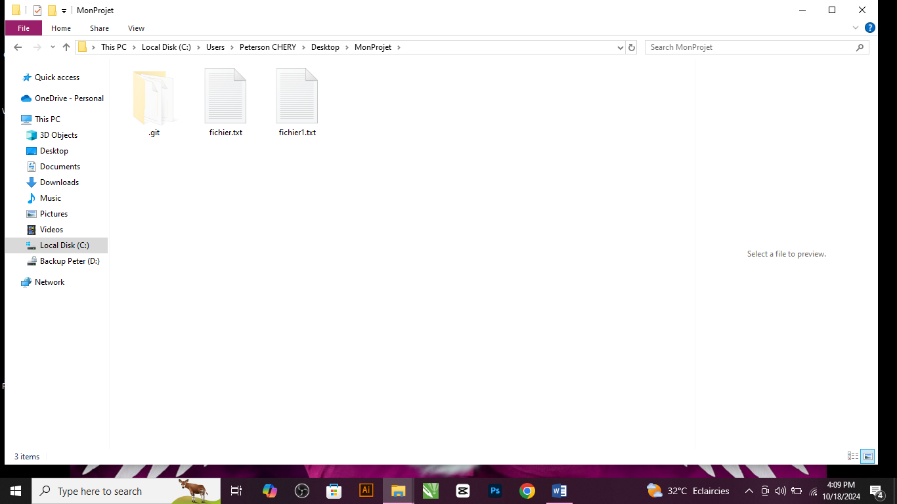 MonProjet
File Home Share View
This PC Local Disk (C:) Users Peterson CHERY Desktop MonProjet Search MonProjet
Quick access
OneDrive - Personal
This PC
3D Objects
Desktop
Documents
Downloads
Music
Pictures
Videos
Local Disk (C:)
Backup Peter (D:)
Network
.git fichier.txt fichier1.txt
Select a file to preview.
3 items
Type here to search
Ai
Ps
32°C Eclaircies
4:09 PM
10/18/2024
4